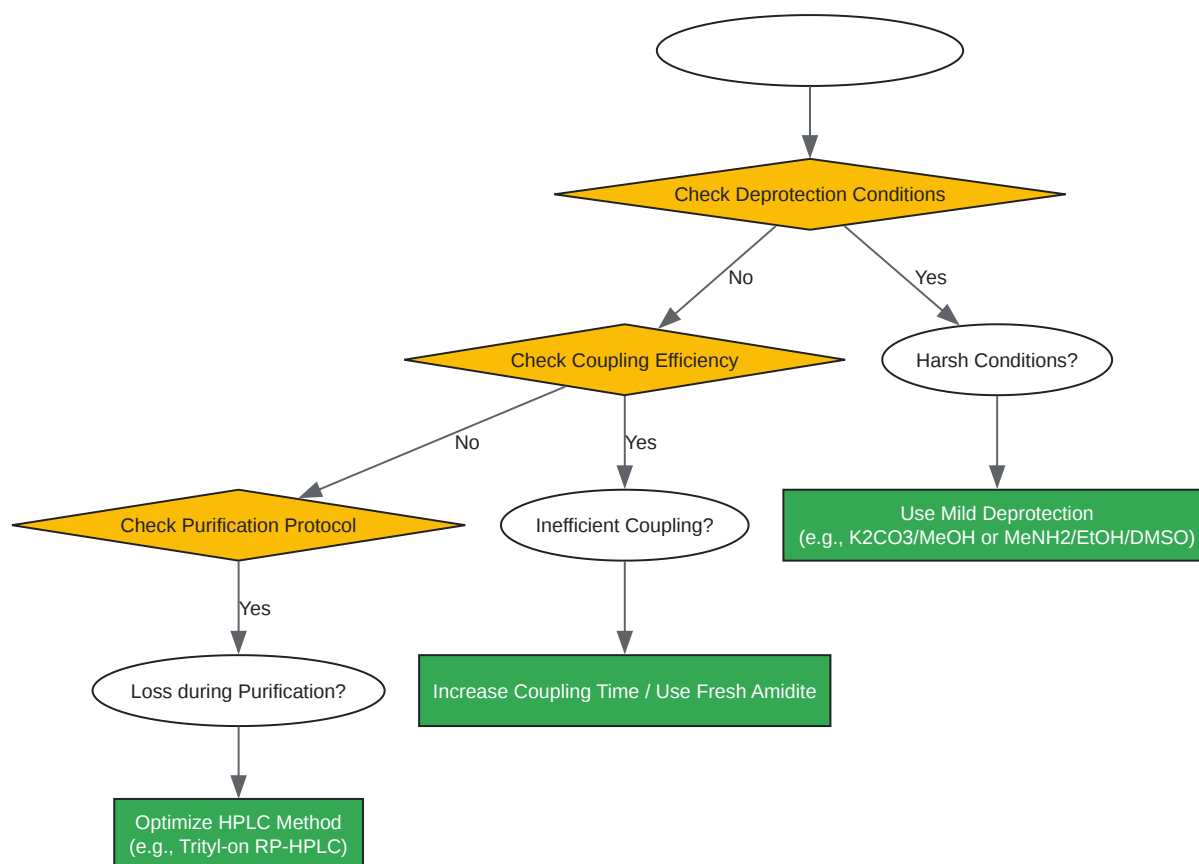 Check Deprotection Conditions
No
Yes
Check Coupling Efficiency
Harsh Conditions?
No
Yes
Check Purification Protocol
Inefficient Coupling?
Use Mild Deprotection
(e.g., K2CO3/MeOH or MeNH2/EtOH/DMSO)
Yes
Loss during Purification?
Increase Coupling Time / Use Fresh Amidite
Optimize HPLC Method
(e.g., Trityl-on RP-HPLC)